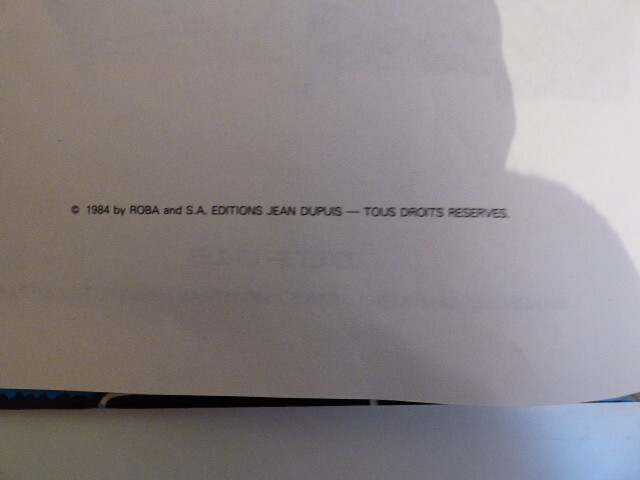 © 1984 by ROBA and S.A. EDITIONS JEAN DUPUIS — TOUS DROITS RESERVES.